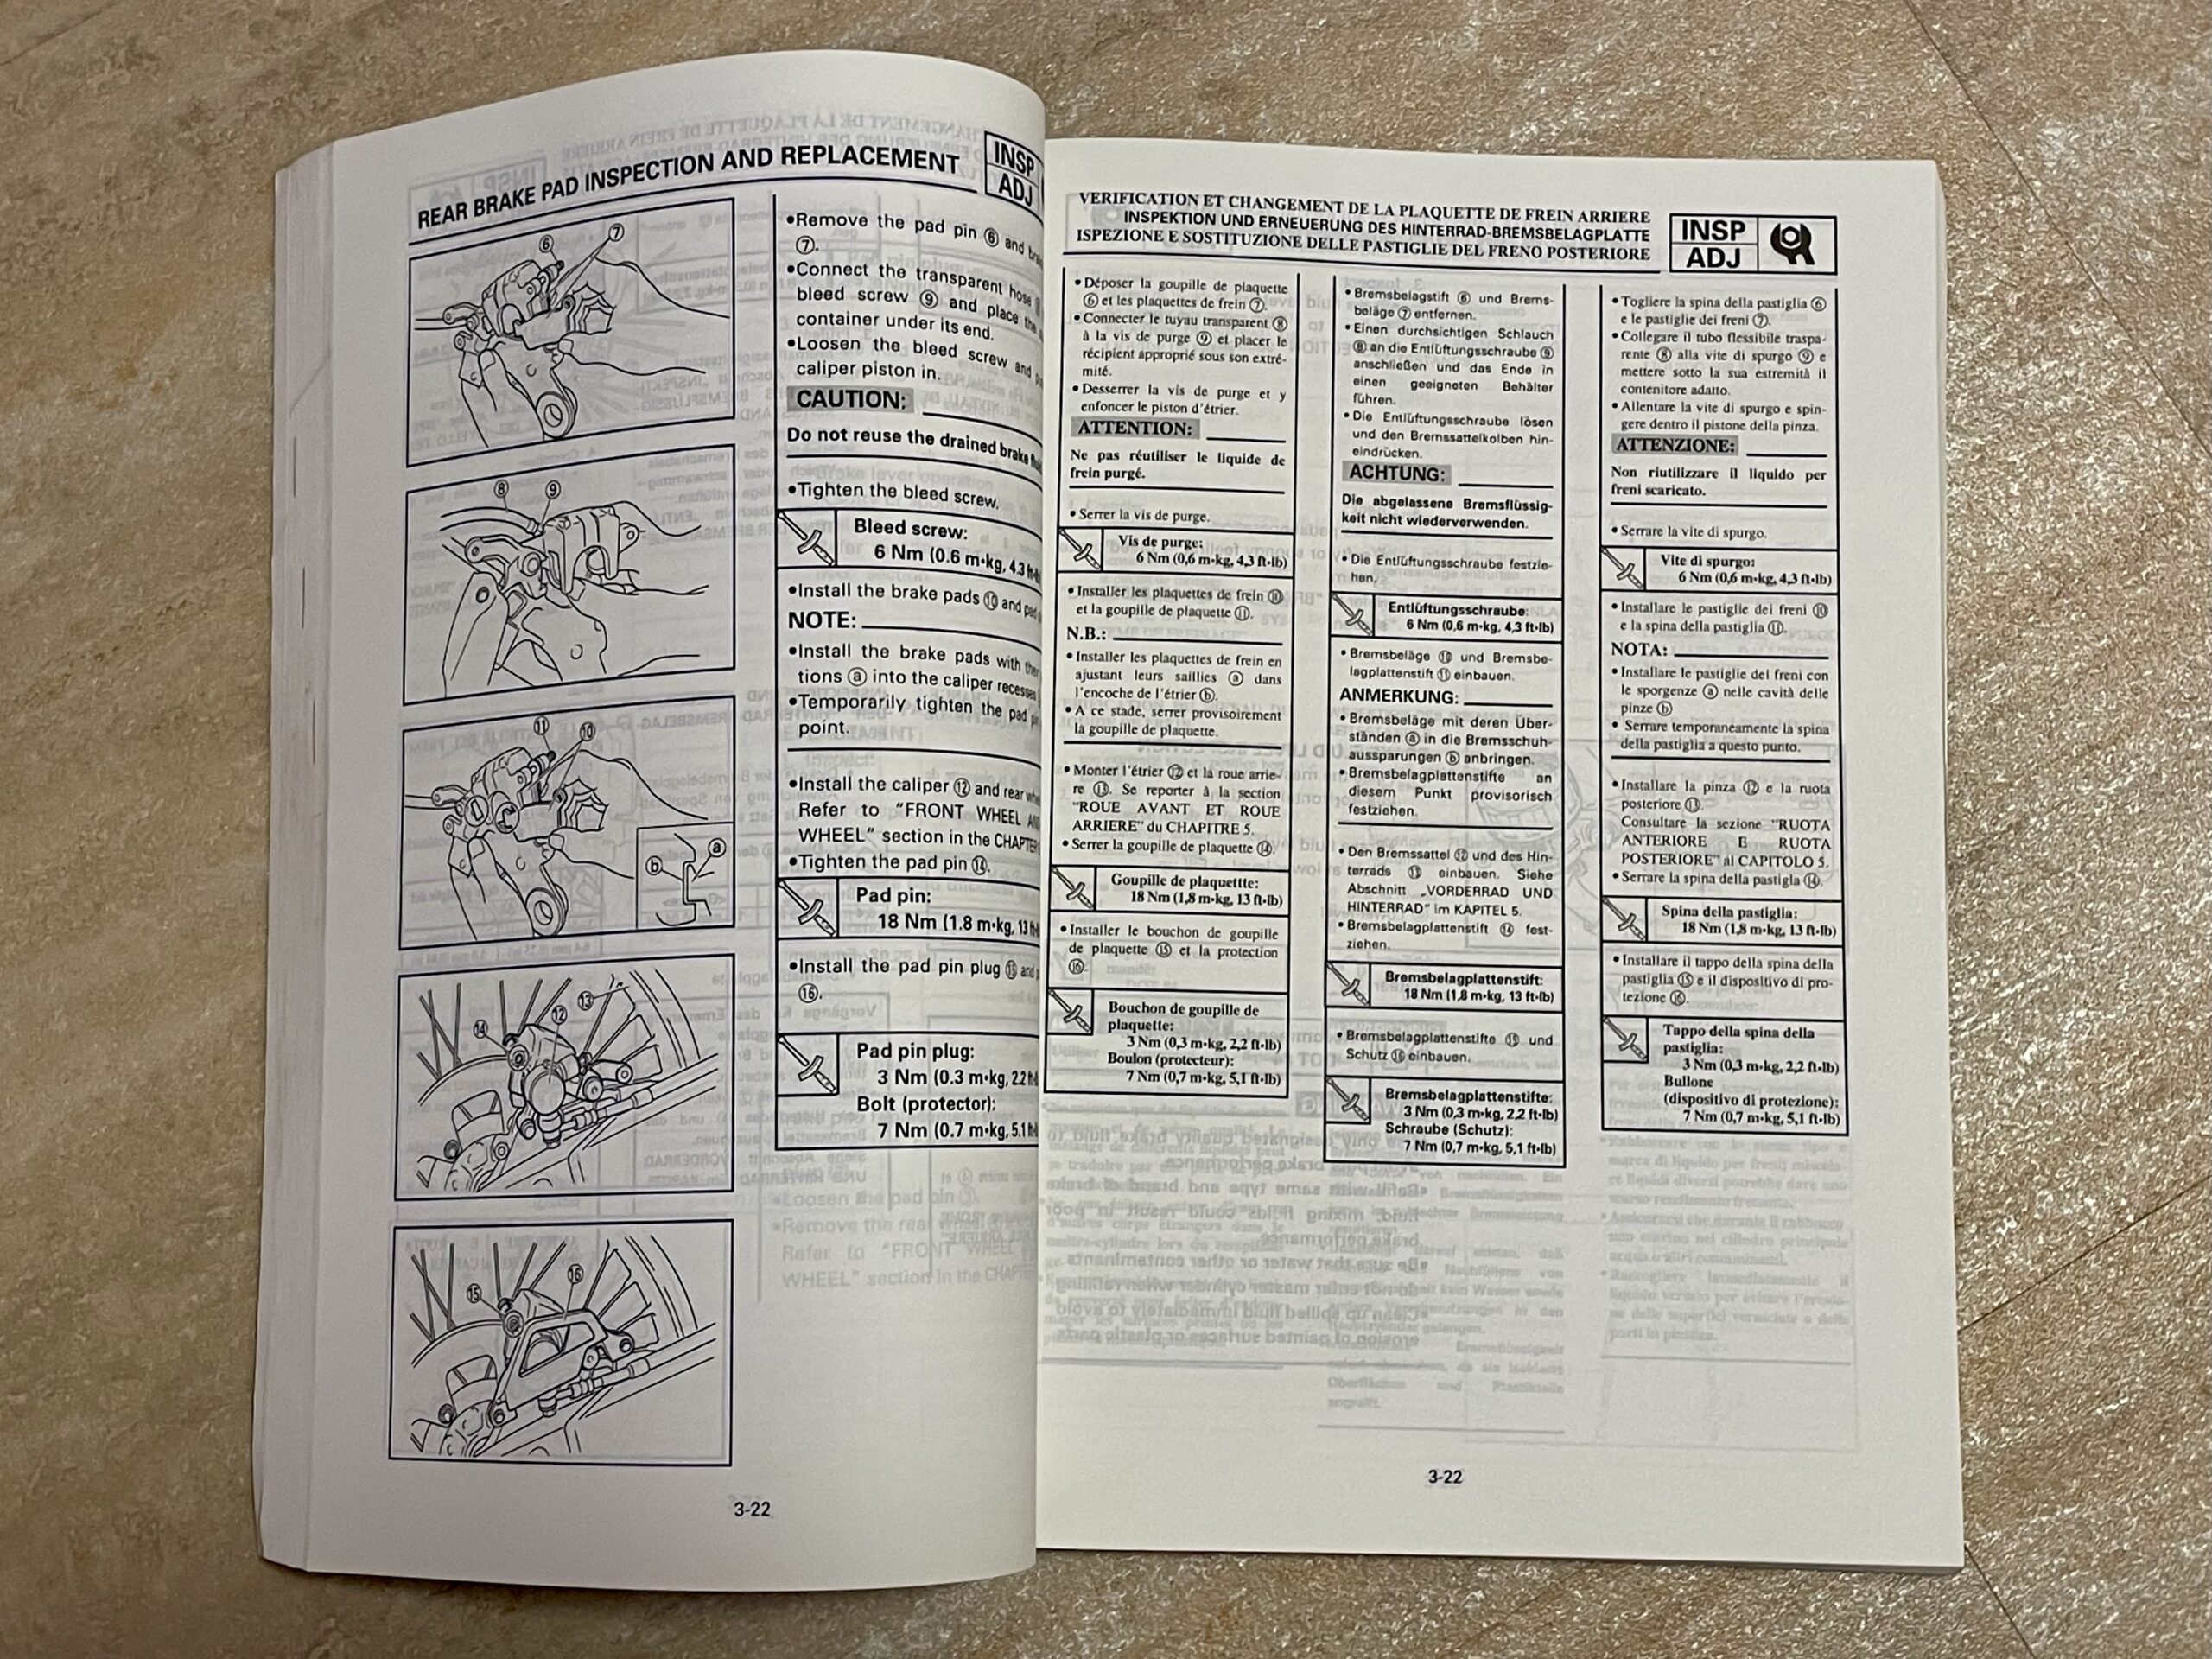 REAR BRAKE PAD INSPECTION AND REPLACEMENT
INSP
ADJ
⑥ ⑦
⑧ ⑨
⑪ ⑩
ⓐ
ⓑ
⑬
⑭ ⑫
⑯
⑮
•Remove the pad pin ⑥ and
⑦.
•Connect the transparent hose
bleed screw ⑨ and place the
container under its end.
•Loosen the bleed screw and
caliper piston in.
CAUTION:
Do not reuse the drained brake
•Tighten the bleed screw.
Bleed screw:
6 Nm (0.6 m•kg, 4.3
•Install the brake pads ⑩ and
NOTE:
•Install the brake pads with
tions ⓐ into the caliper recesses
•Temporarily tighten the pad
point.
•Install the caliper ⑫ and rear
Refer to “FRONT WHEEL
WHEEL” section in the CHAPTER
•Tighten the pad pin ⑭.
Pad pin:
18 Nm (1.8 m•kg, 13
•Install the pad pin plug ⑮ and
⑯.
Pad pin plug:
3 Nm (0.3 m•kg, 2.2
Bolt (protector):
7 Nm (0.7 m•kg, 5.1
3-22
VERIFICATION ET CHANGEMENT DE LA PLAQUETTE DE FREIN ARRIERE
INSPEKTION UND ERNEUERUNG DES HINTERRAD-BREMSBELAGPLATTE
ISPEZIONE E SOSTITUZIONE DELLE PASTIGLIE DEL FRENO POSTERIORE
INSP
ADJ
• Déposer la goupille de plaquette
⑥ et les plaquettes de frein ⑦.
• Connecter le tuyau transparent ⑧
à la vis de purge ⑨ et placer le
récipient approprié sous son extré-
mité.
• Desserrer la vis de purge et y
enfoncer le piston d’étrier.
ATTENTION:
Ne pas réutiliser le liquide de
frein purgé.
• Serrer la vis de purge.
Vis de purge:
6 Nm (0,6 m•kg, 4,3 ft•lb)
• Installer les plaquettes de frein ⑩
et la goupille de plaquette ⑪.
N.B.:
• Installer les plaquettes de frein en
ajustant leurs saillies ⓐ dans
l’encoche de l’étrier ⓑ.
• A ce stade, serrer provisoirement
la goupille de plaquette.
• Monter l’étrier ⑫ et la roue arriè-
re ⑬. Se reporter à la section
“ROUE AVANT ET ROUE
ARRIERE” du CHAPITRE 5.
• Serrer la goupille de plaquette ⑭.
Goupille de plaquettte:
18 Nm (1,8 m•kg, 13 ft•lb)
• Installer le bouchon de goupille
de plaquette ⑮ et la protection
⑯.
Bouchon de goupille de
plaquette:
3 Nm (0,3 m•kg, 2,2 ft•lb)
Boulon (protecteur):
7 Nm (0,7 m•kg, 5,1 ft•lb)
• Bremsbelagstift ⑥ und Brems-
beläge ⑦ entfernen.
• Einen durchsichtigen Schlauch
⑧ an die Entlüftungsschraube ⑨
anschließen und das Ende in
einen geeigneten Behälter
führen.
• Die Entlüftungsschraube lösen
und den Bremssattelkolben hin-
eindrücken.
ACHTUNG:
Die abgelassene Bremsflüssig-
keit nicht wiederverwenden.
• Die Entlüftungsschraube festzie-
hen.
Entlüftungsschraube:
6 Nm (0,6 m•kg, 4,3 ft•lb)
• Bremsbeläge ⑩ und Bremsbe-
lagplattenstift ⑪ einbauen.
ANMERKUNG:
• Bremsbeläge mit deren Über-
ständen ⓐ in die Bremsschuh-
aussparungen ⓑ anbringen.
• Bremsbelagplattenstifte an
diesem Punkt provisorisch
festziehen.
• Den Bremssattel ⑫ und des Hin-
terrads ⑬ einbauen. Siehe
Abschnitt „VORDERRAD UND
HINTERRAD“ im KAPITEL 5.
• Bremsbelagplattenstift ⑭ fest-
ziehen.
Bremsbelagplattenstift:
18 Nm (1,8 m•kg, 13 ft•lb)
• Bremsbelagplattenstifte ⑮ und
Schutz ⑯ einbauen.
Bremsbelagplattenstifte:
3 Nm (0,3 m•kg, 2,2 ft•lb)
Schraube (Schutz):
7 Nm (0,7 m•kg, 5,1 ft•lb)
• Togliere la spina della pastiglia ⑥
e le pastiglie dei freni ⑦.
• Collegare il tubo flessibile traspa-
rente ⑧ alla vite di spurgo ⑨ e
mettere sotto la sua estremità il
contenitore adatto.
• Allentare la vite di spurgo e spin-
gere dentro il pistone della pinza.
ATTENZIONE:
Non riutilizzare il liquido per
freni scaricato.
• Serrare la vite di spurgo.
Vite di spurgo:
6 Nm (0,6 m•kg, 4,3 ft•lb)
• Installare le pastiglie dei freni ⑩
e la spina della pastiglia ⑪.
NOTA:
• Installare le pastiglie dei freni con
le sporgenze ⓐ nelle cavità delle
pinze ⓑ
• Serrare temporaneamente la spina
della pastiglia a questo punto.
• Installare la pinza ⑫ e la ruota
posteriore ⑬.
Consultare la sezione “RUOTA
ANTERIORE E RUOTA
POSTERIORE” al CAPITOLO 5.
• Serrare la spina della pastigla ⑭.
Spina della pastiglia:
18 Nm (1,8 m•kg, 13 ft•lb)
• Installare il tappo della spina della
pastiglia ⑮ e il dispositivo di pro-
tezione ⑯.
Tappo della spina della
pastiglia:
3 Nm (0,3 m•kg, 2,2 ft•lb)
Bullone
(dispositivo di protezione):
7 Nm (0,7 m•kg, 5,1 ft•lb)
3-22